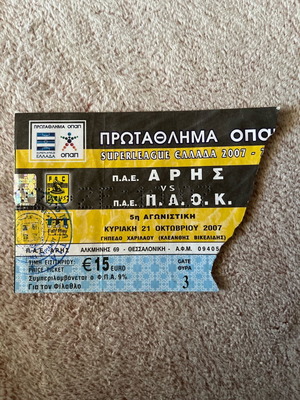 ΠΡΩΤΑΘΛΗΜΑ ΟΠΑΠ
SUPERLEAGUE
ΕΛΛΑΔΑ
ΟΠΑΠ
ΠΡΩΤΑΘΛΗΜΑ ΟΠΑΠ
SUPERLEAGUE ΕΛΛΑΔΑ 2007 -
Π.Α.Ε. ΑΡΗΣ
VS
Π.Α.Ε. Π.Α.Ο.Κ.
5η ΑΓΩΝΙΣΤΙΚΗ
ΚΥΡΙΑΚΗ 21 ΟΚΤΩΒΡΙΟΥ 2007
ΓΗΠΕΔΟ ΧΑΡΙΛΑΟΥ (ΚΛΕΑΝΘΗΣ ΒΙΚΕΛΙΔΗΣ)
Π.Α.Ε. ΑΡΗΣ ΑΛΚΜΗΝΗΣ 69 - ΘΕΣΣΑΛΟΝΙΚΗ - Α.Φ.Μ. 09405
ΤΙΜΗ ΕΙΣΙΤΗΡΙΟΥ
PRICE TICKET
€15 EURO
Συμπεριλαμβάνεται ο Φ.Π.Α. 9%
Για τον Φίλαθλο
GATE
ΘΥΡΑ
3